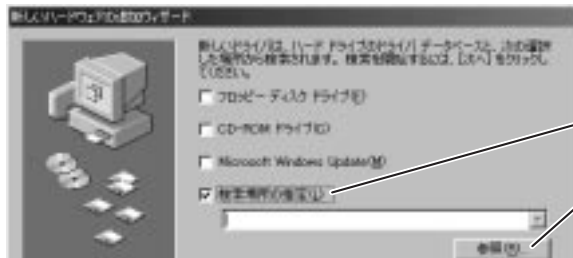 新しいハードウェアの追加ウィザード
新しいドライバは、ハード ドライブのドライバ データベースと、次の選択
した場所から検索されます。検索を開始するには、[次へ] をクリックし
てください。
フロッピー ディスク ドライブ(F)
CD-ROM ドライブ(C)
Microsoft Windows Update(M)
検索場所の指定(L):
参照(R)...